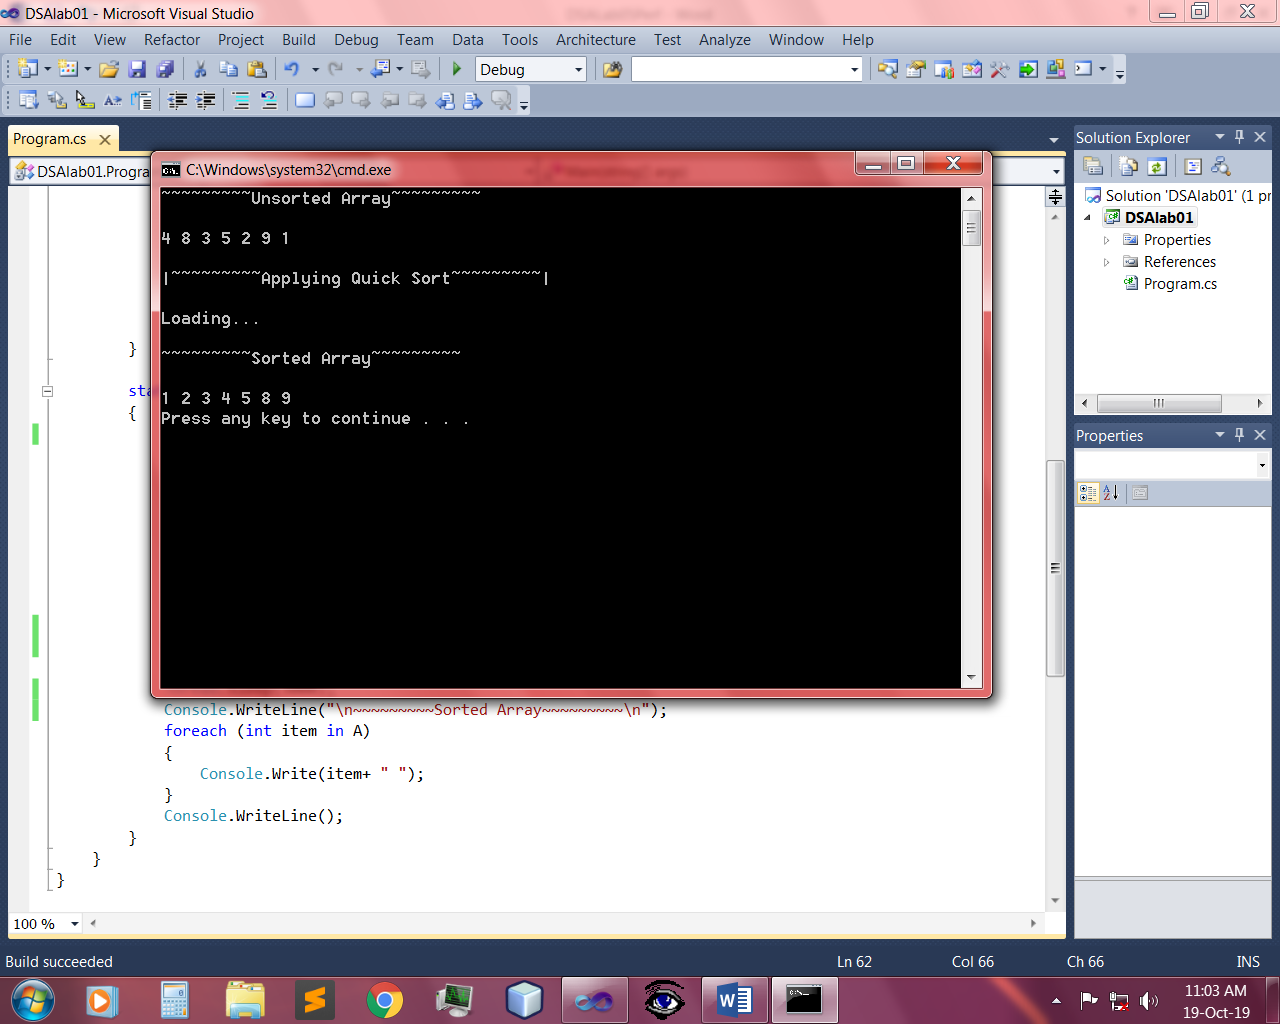 DSAlab01 - Microsoft Visual Studio
File Edit View Refactor Project Build Debug Team Data Tools Architecture Test Analyze Window Help
Debug
Program.cs
Solution Explorer
DSAlab01.Progra
C:\Windows\system32\cmd.exe
~~~~~~~~~Unsorted Array~~~~~~~~~
4 8 3 5 2 9 1
|~~~~~~~~~Applying Quick Sort~~~~~~~~~|
Loading...
~~~~~~~~~Sorted Array~~~~~~~~~
1 2 3 4 5 8 9
Press any key to continue . . .
Solution 'DSAlab01' (1 pr
DSAlab01
Properties
References
Program.cs
Properties
}
sta
{
Console.WriteLine("\n~~~~~~~~~Sorted Array~~~~~~~~~\n");
foreach (int item in A)
{
Console.Write(item+ " ");
}
Console.WriteLine();
}
}
}
100 %
Build succeeded Ln 62 Col 66 Ch 66 INS
11:03 AM
19-Oct-19